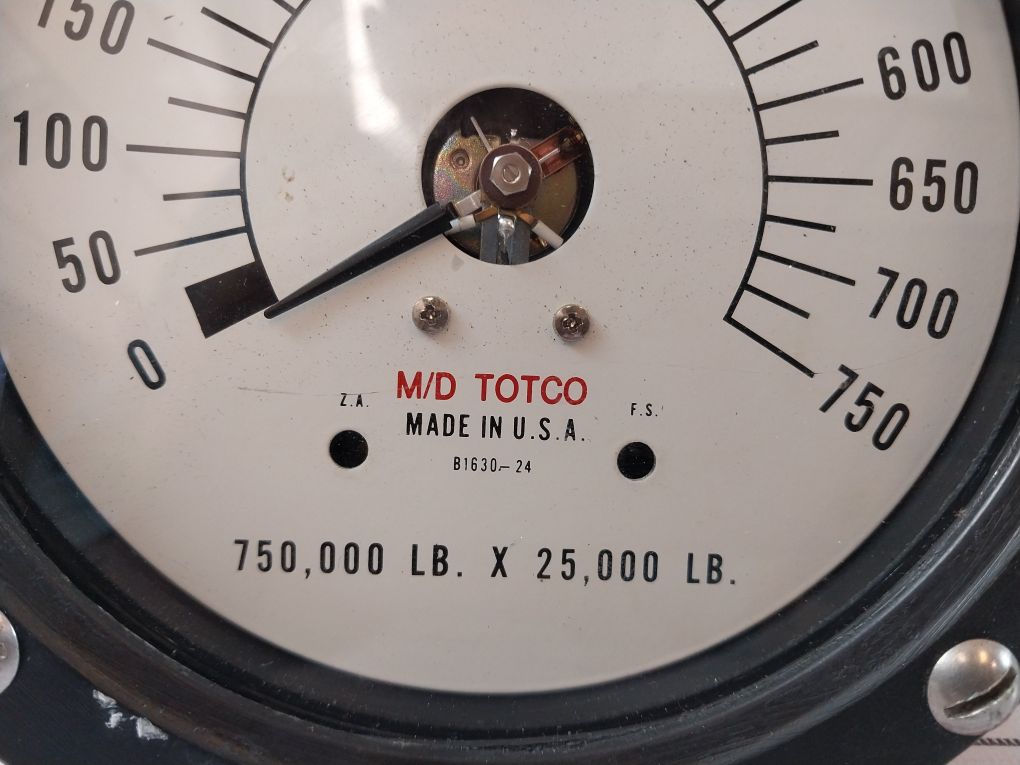 150
100
50
0
600
650
700
750
M/D TOTCO
Z.A.
F.S.
MADE IN U.S.A.
B1630-24
750,000 LB. X 25,000 LB.